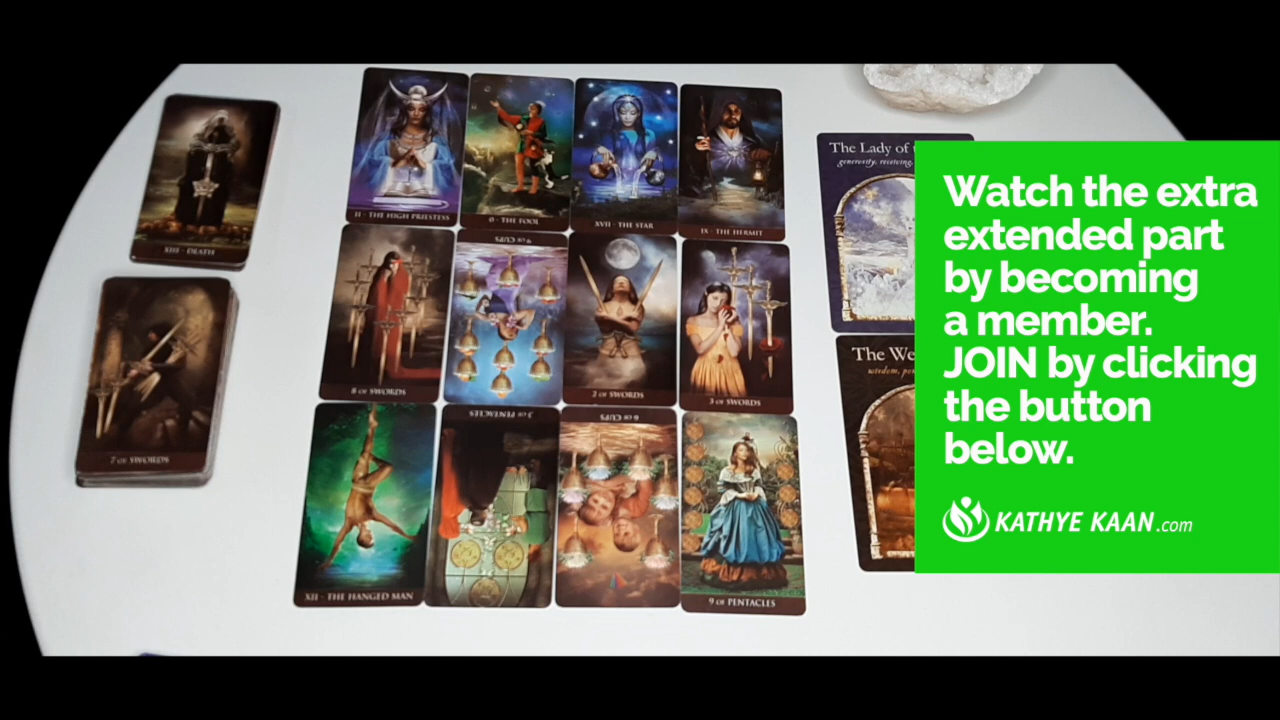 XIII · DEATH
7 OF SWORDS
II · THE HIGH PRIESTESS
0 · THE FOOL
XVII · THE STAR
IX · THE HERMIT
8 OF SWORDS
OF CUPS
2 OF SWORDS
3 OF SWORDS
XII · THE HANGED MAN
3 OF PENTACLES
6 OF CUPS
9 OF PENTACLES
The Lady of
generosity, receiving,
The We
wisdom,
Watch the extra
extended part
by becoming
a member.
JOIN by clicking
the button
below.
KATHYE KAAN.com